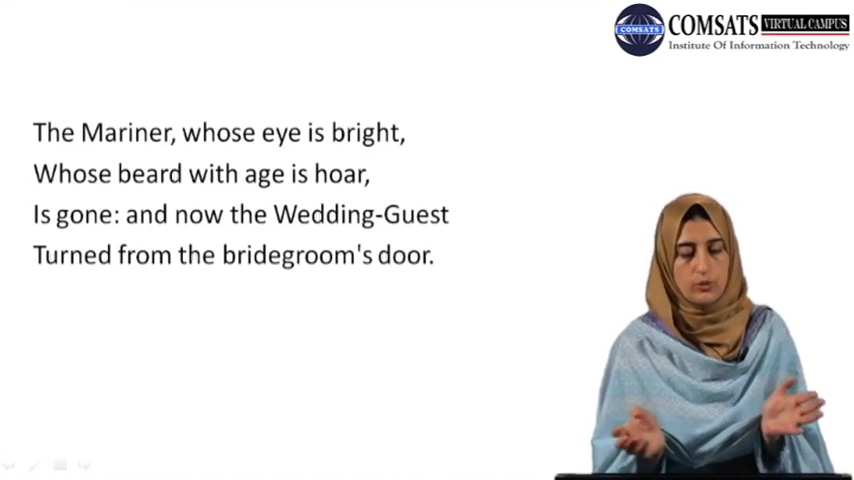 COMSATS
COMSATS VIRTUAL CAMPUS
Institute Of Information Technology
The Mariner, whose eye is bright,
Whose beard with age is hoar,
Is gone: and now the Wedding-Guest
Turned from the bridegroom's door.